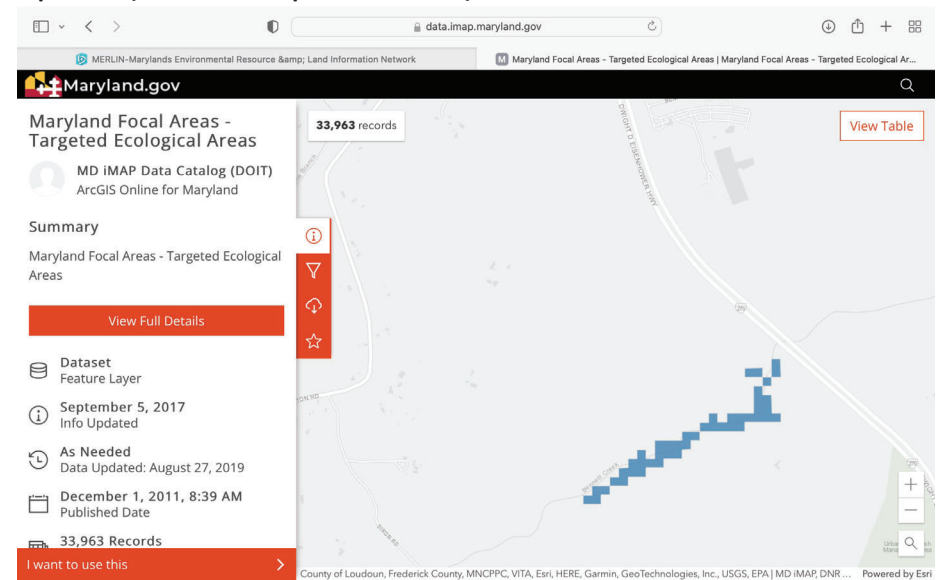 data.imap.maryland.gov
MERLIN-Marylands Environmental Resource &amp; Land Information Network
M Maryland Focal Areas - Targeted Ecological Areas | Maryland Focal Areas - Targeted Ecological Ar...
Maryland.gov
Maryland Focal Areas -
Targeted Ecological Areas
MD iMAP Data Catalog (DOIT)
ArcGIS Online for Maryland
Summary
Maryland Focal Areas - Targeted Ecological
Areas
View Full Details
Dataset
Feature Layer
September 5, 2017
Info Updated
As Needed
Data Updated: August 27, 2019
December 1, 2011, 8:39 AM
Published Date
33,963 Records
I want to use this
33,963 records
View Table
DWIGHT D EISENHOWER HWY
270
Bennett Creek
County of Loudoun, Frederick County, MNCPPC, VITA, Esri, HERE, Garmin, GeoTechnologies, Inc., USGS, EPA | MD iMAP, DNR ...
Powered by Esri